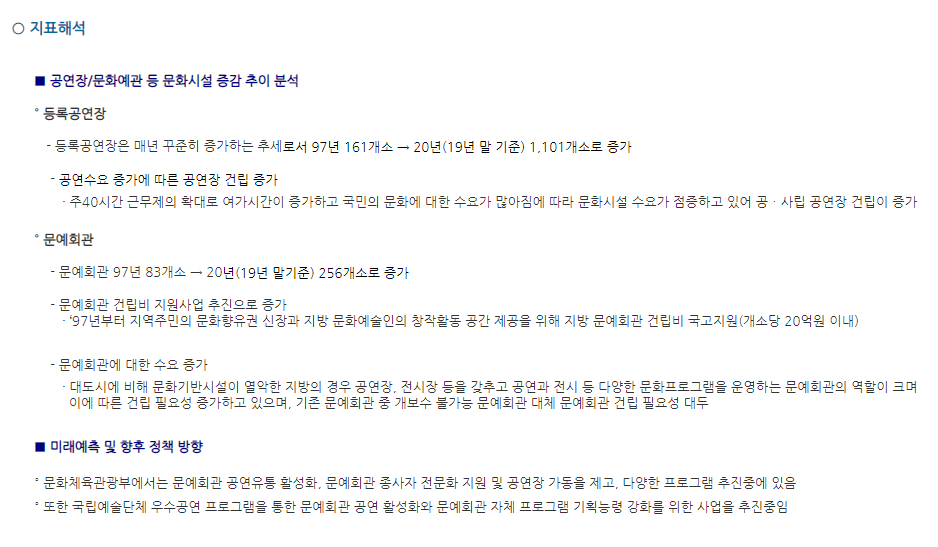 ○ 지표해석
■ 공연장/문화예관 등 문화시설 증감 추이 분석
° 등록공연장
- 등록공연장은 매년 꾸준히 증가하는 추세로서 97년 161개소 → 20년(19년 말 기준) 1,101개소로 증가
- 공연수요 증가에 따른 공연장 건립 증가
· 주40시간 근무제의 확대로 여가시간이 증가하고 국민의 문화에 대한 수요가 많아짐에 따라 문화시설 수요가 점증하고 있어 공ㆍ사립 공연장 건립이 증가
° 문예회관
- 문예회관 97년 83개소 → 20년(19년 말기준) 256개소로 증가
- 문예회관 건립비 지원사업 추진으로 증가
· '97년부터 지역주민의 문화향유권 신장과 지방 문화예술인의 창작활동 공간 제공을 위해 지방 문예회관 건립비 국고지원(개소당 20억원 이내)
- 문예회관에 대한 수요 증가
· 대도시에 비해 문화기반시설이 열악한 지방의 경우 공연장, 전시장 등을 갖추고 공연과 전시 등 다양한 문화프로그램을 운영하는 문예회관의 역할이 크며
이에 따른 건립 필요성 증가하고 있으며, 기존 문예회관 중 개보수 불가능 문예회관 대체 문예회관 건립 필요성 대두
■ 미래예측 및 향후 정책 방향
° 문화체육관광부에서는 문예회관 공연유통 활성화, 문예회관 종사자 전문화 지원 및 공연장 가동율 제고, 다양한 프로그램 추진중에 있음
° 또한 국립예술단체 우수공연 프로그램을 통한 문예회관 공연 활성화와 문예회관 자체 프로그램 기획능령 강화를 위한 사업을 추진중임